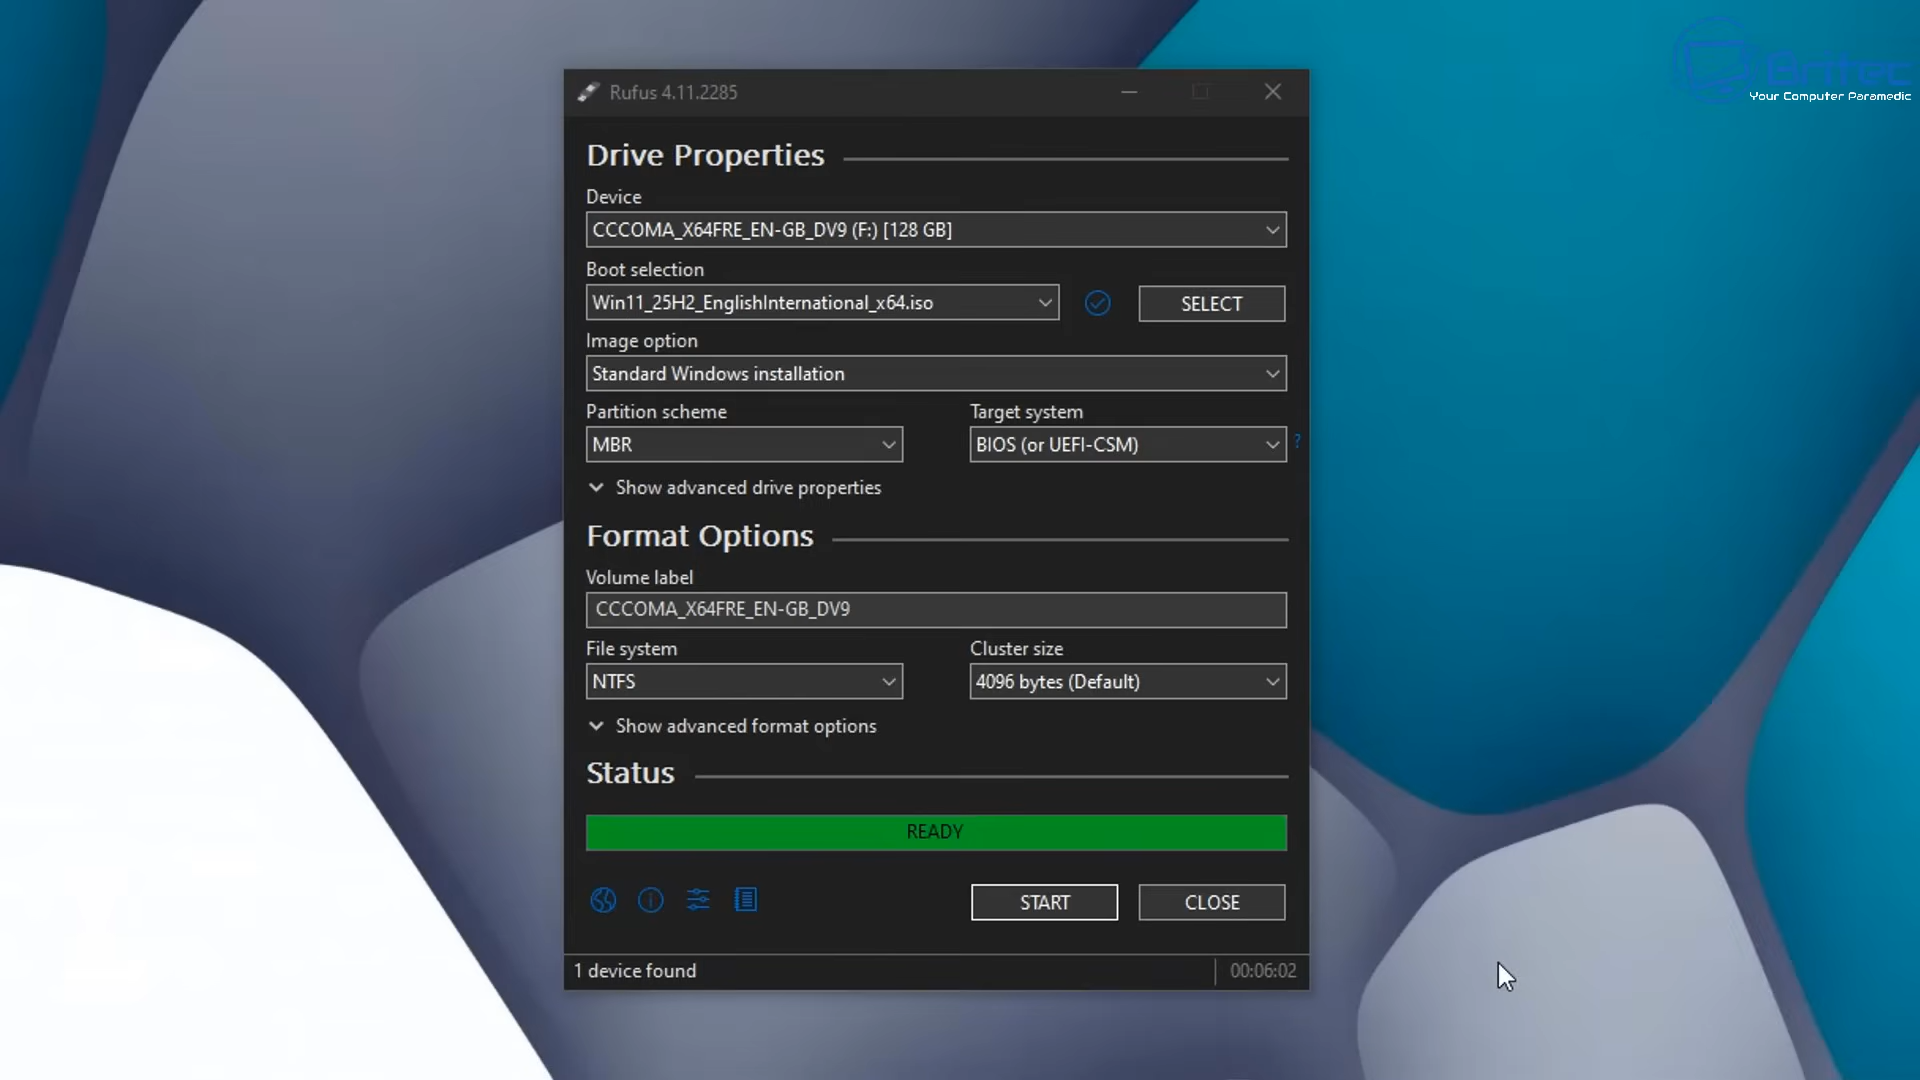 Britec
Your Computer Paramedic
Rufus 4.11.2285
Drive Properties
Device
CCCOMA_X64FRE_EN-GB_DV9 (F:) [128 GB]
Boot selection
Win11_25H2_EnglishInternational_x64.iso
SELECT
Image option
Standard Windows installation
Partition scheme
Target system
MBR
BIOS (or UEFI-CSM)
?
Show advanced drive properties
Format Options
Volume label
CCCOMA_X64FRE_EN-GB_DV9
File system
Cluster size
NTFS
4096 bytes (Default)
Show advanced format options
Status
READY
START
CLOSE
1 device found
00:06:02